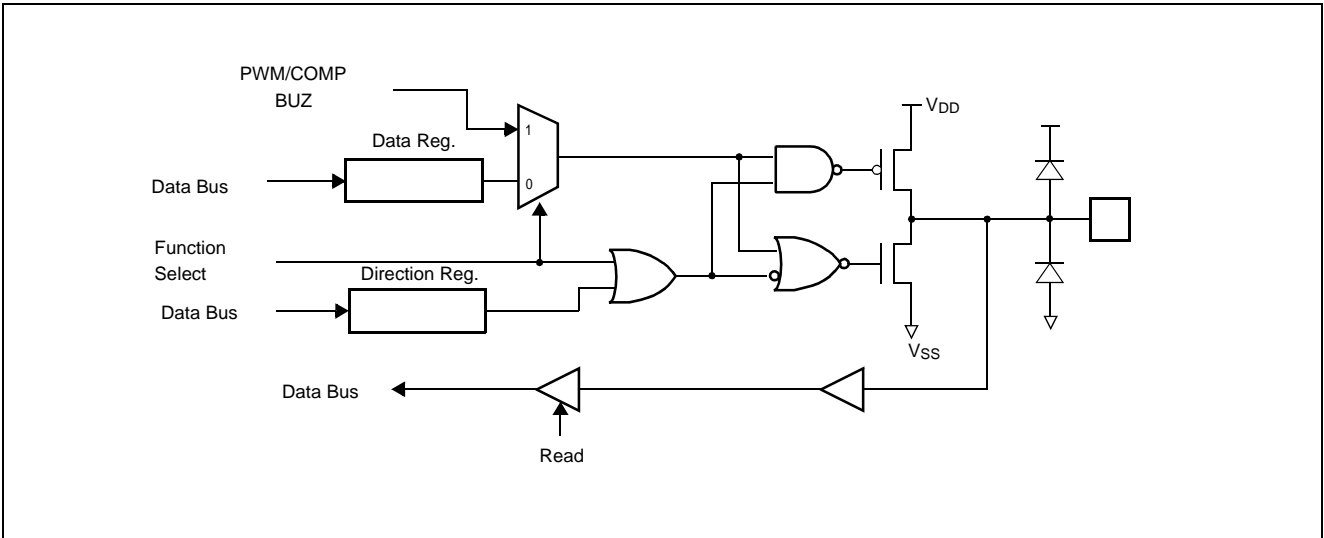 PWM/COMP
BUZ
VDD
Data Reg.
1
Data Bus
0
Function
Select
Direction Reg.
Data Bus
VSS
Data Bus
Read